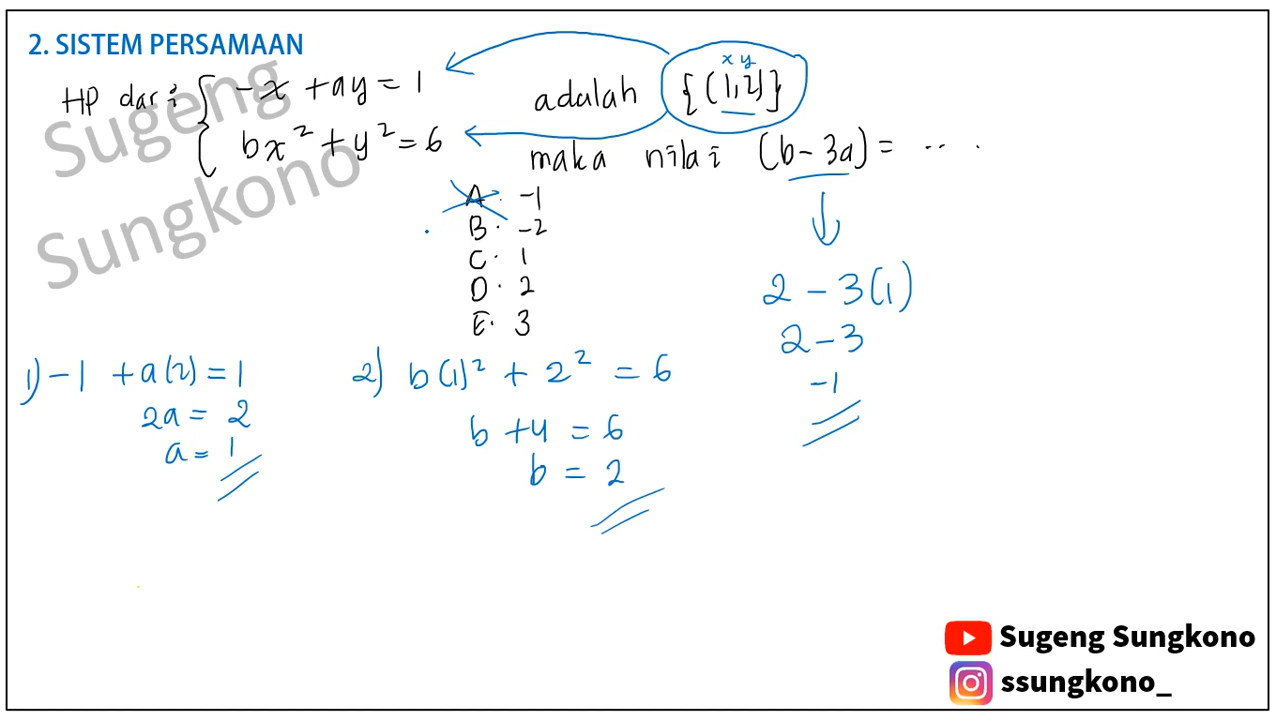 2. SISTEM PERSAMAAN
HP dari { -x + ay = 1
bx² + y² = 6
adalah {(1,2)}
x y
maka nilai (b - 3a) = .....
A. -1
B. -2
C. 1
D. 2
E. 3
1) -1 + a(2) = 1
2a = 2
a = 1
2) b(1)² + 2² = 6
b + 4 = 6
b = 2
2 - 3(1)
2 - 3
-1
Sugeng
Sungkono
Sugeng Sungkono
ssungkono_